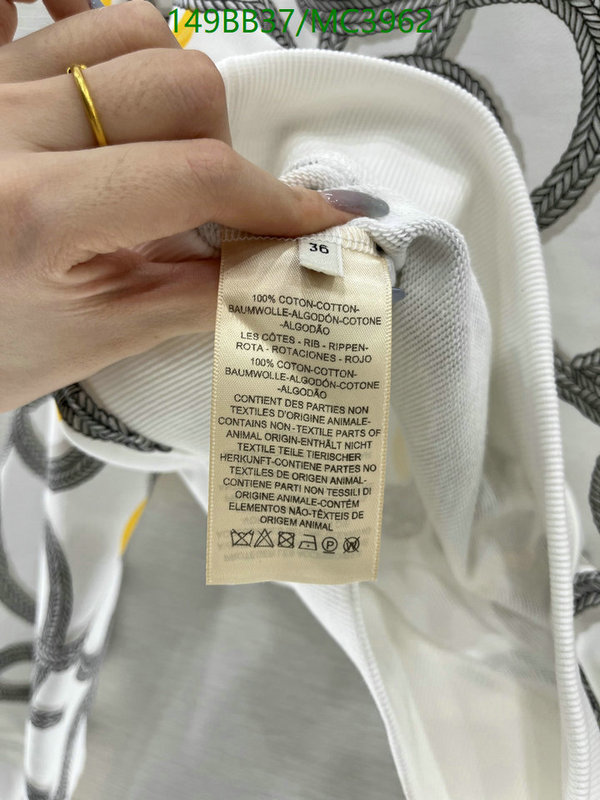 149BB37/MC3962
36
100% COTON-COTTON-
BAUMWOLLE-ALGODÓN-COTONE
-ALGODÃO
LES CÔTES - RIB - RIPPEN-
ROTA - ROTACIONES - ROJO
100% COTON-COTTON-
BAUMWOLLE-ALGODÓN-COTONE
-ALGODÃO
CONTIENT DES PARTIES NON
TEXTILES D'ORIGINE ANIMALE-
CONTAINS NON-TEXTILE PARTS OF
ANIMAL ORIGIN-ENTHÄLT NICHT
TEXTILE TEILE TIERISCHER
HERKUNFT-CONTIENE PARTES NO
TEXTILES DE ORIGEN ANIMAL-
CONTIENE PARTI NON TESSILI DI
ORIGINE ANIMALE-CONTÉM
ELEMENTOS NÃO-TÊXTEIS DE
ORIGEM ANIMAL